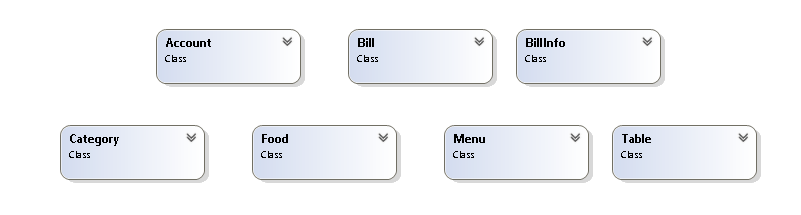 Account
Class
Bill
Class
BillInfo
Class
Category
Class
Food
Class
Menu
Class
Table
Class